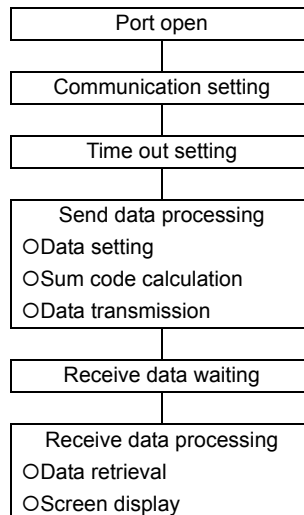 Port open
Communication setting
Time out setting
Send data processing
○Data setting
○Sum code calculation
○Data transmission
Receive data waiting
Receive data processing
○Data retrieval
○Screen display